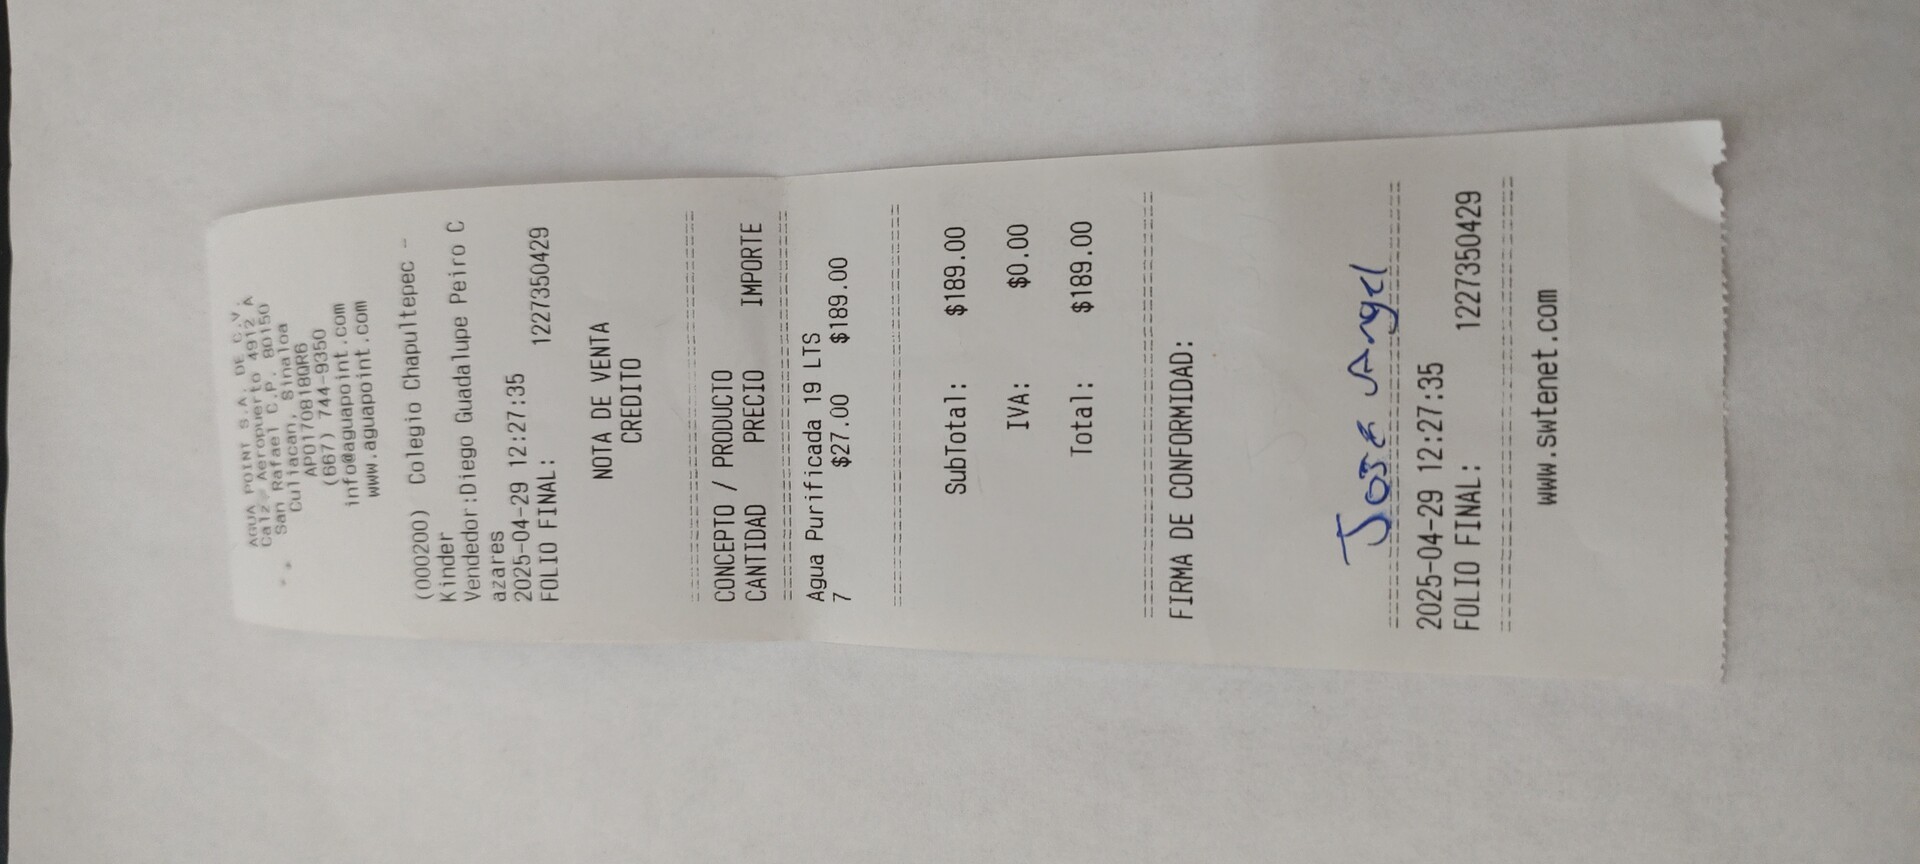 AGUA POINT S.A. DE C.V.
Calz. Aeropuerto 4912 A
San Rafael C.P. 80150
Culiacan, Sinaloa
APO170818QR6
(667) 744-9350
info@aguapoint.com
www.aguapoint.com
(000200) Colegio Chapultepec -
Kinder
Vendedor:Diego Guadalupe Peiro C
azares
2025-04-29 12:27:35
FOLIO FINAL: 1227350429
NOTA DE VENTA
CREDITO
CONCEPTO / PRODUCTO
CANTIDAD PRECIO IMPORTE
Agua Purificada 19 LTS
7 $27.00 $189.00
SubTotal: $189.00
IVA: $0.00
Total: $189.00
FIRMA DE CONFORMIDAD:
Jose Angel
2025-04-29 12:27:35
FOLIO FINAL: 1227350429
www.swtenet.com